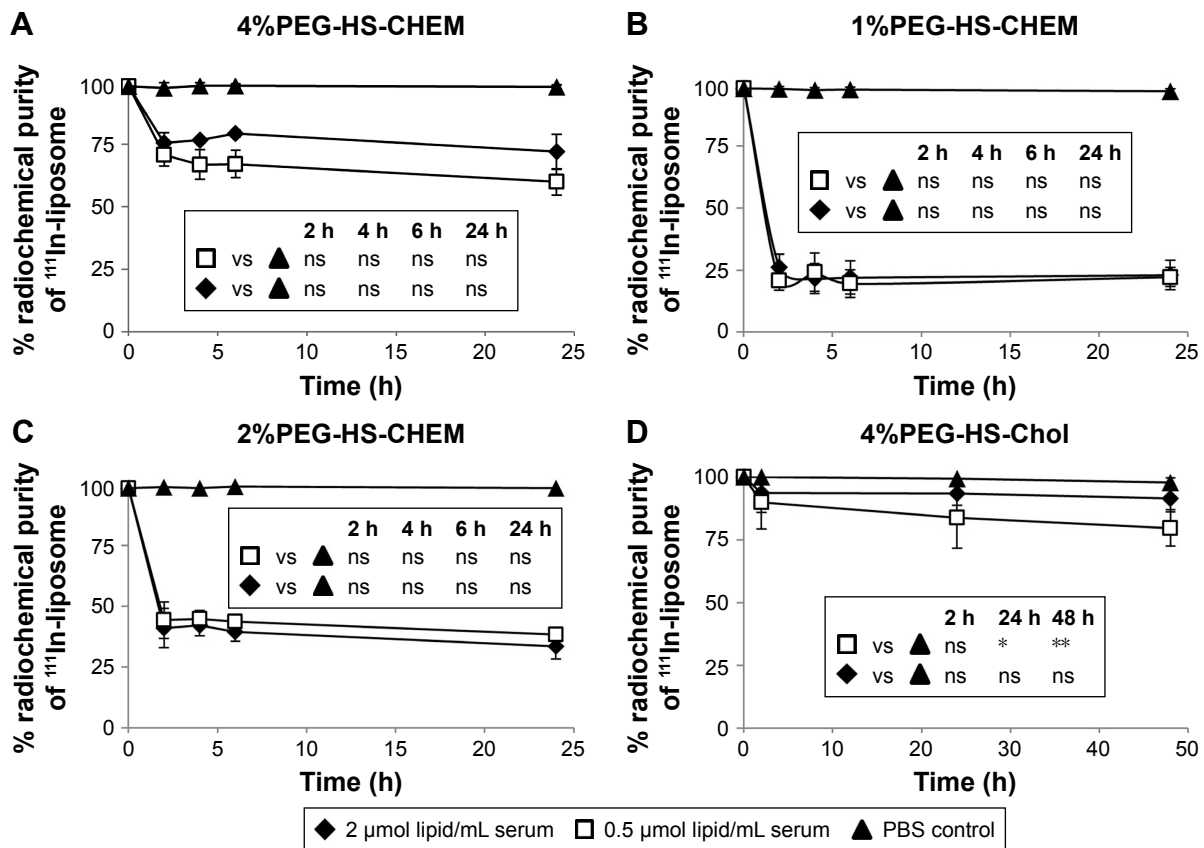 A
4%PEG-HS-CHEM
% radiochemical purity
of ¹¹¹In-liposome
100
75
50
25
0
2 h 4 h 6 h 24 h
□ vs ▲ ns ns ns ns
◆ vs ▲ ns ns ns ns
0 5 10 15 20 25
Time (h)
B
1%PEG-HS-CHEM
% radiochemical purity
of ¹¹¹In-liposome
100
75
50
25
0
2 h 4 h 6 h 24 h
□ vs ▲ ns ns ns ns
◆ vs ▲ ns ns ns ns
0 10 20 30 40 50
Time (h)
C
2%PEG-HS-CHEM
% radiochemical purity
of ¹¹¹In-liposome
100
75
50
25
0
2 h 4 h 6 h 24 h
□ vs ▲ ns ns ns ns
◆ vs ▲ ns ns ns ns
0 5 10 15 20 25
Time (h)
D
4%PEG-HS-Chol
% radiochemical purity
of ¹¹¹In-liposome
100
75
50
25
0
2 h 24 h 48 h
□ vs ▲ ns * **
◆ vs ▲ ns ns ns
0 10 20 30 40 50
Time (h)
◆ 2 µmol lipid/mL serum □ 0.5 µmol lipid/mL serum ▲ PBS control